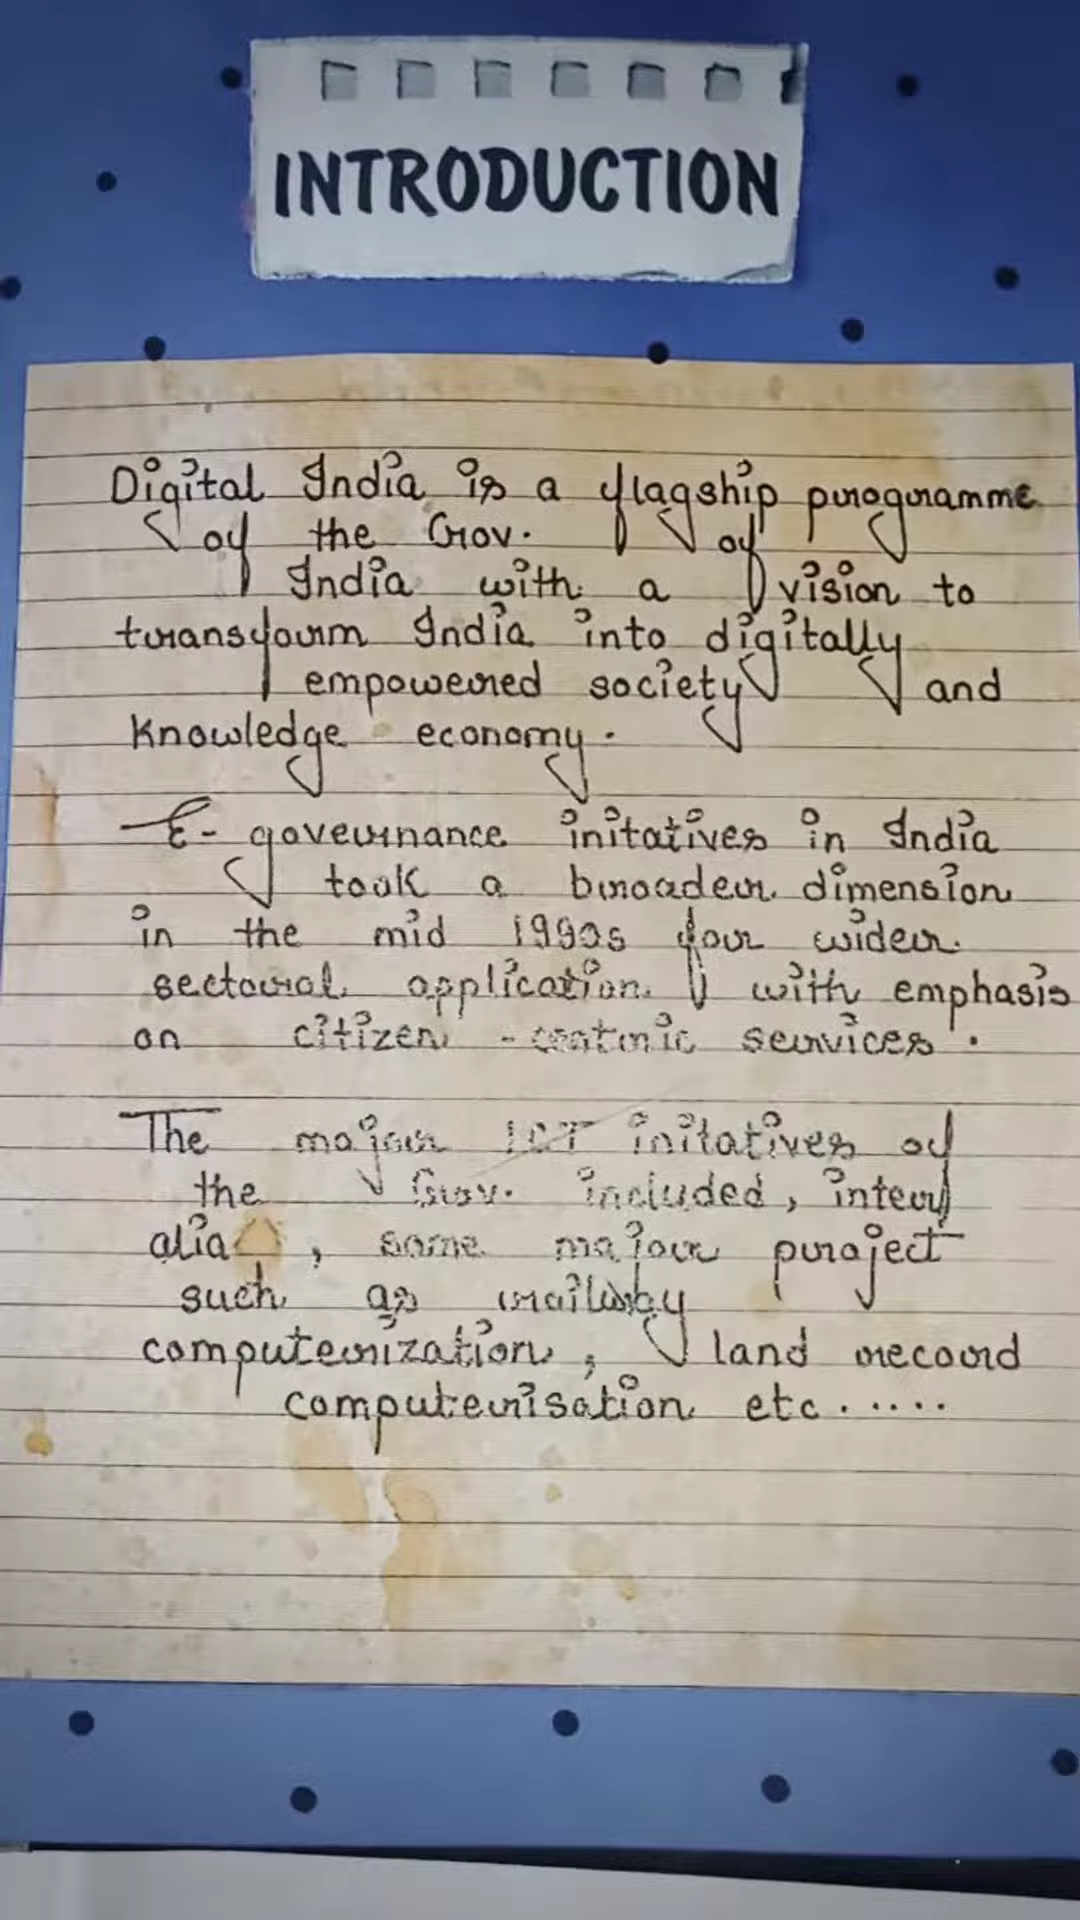 INTRODUCTION
Digital India is a flagship programme
of the Gov. of
India with a vision to
transform India into digitally
empowered society and
Knowledge economy.
E-governance initatives in India
took a broader dimension
in the mid 1990s for wider
sectoral application with emphasis
on citizen-centric services.
The major ICT initatives of
the Gov. included, inter
alia, some major project
such as railway
computerization, land record
computerisation etc......